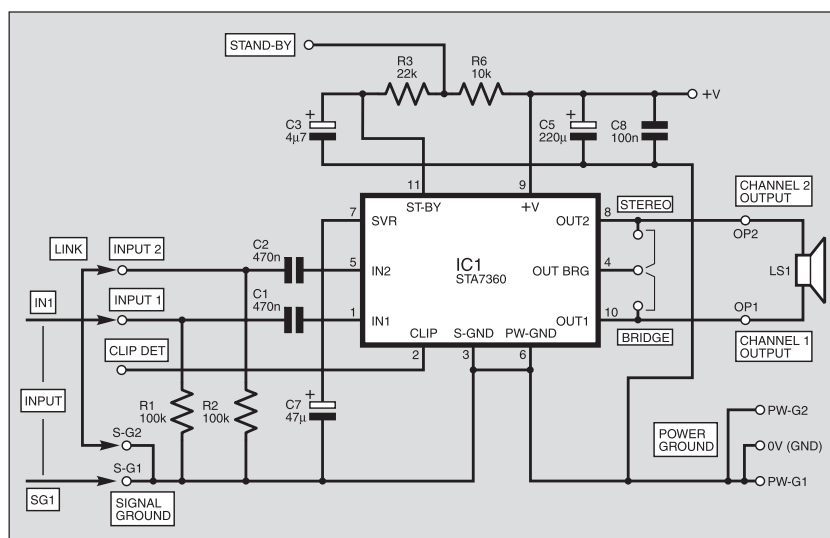 STAND-BY
R3
22k
R6
10k
+V
C3
4μ7
+
C5
220μ
+
C8
100n
11
9
ST-BY
+V
7
SVR
8
OUT2
STEREO
CHANNEL 2
OUTPUT
OP2
LINK
INPUT 2
C2
470n
5
IN2
IC1
STA7360
4
OUT BRG
LS1
IN1
INPUT 1
C1
470n
1
IN1
10
OUT1
OP1
CLIP
S-GND
PW-GND
BRIDGE
CHANNEL 1
OUTPUT
CLIP DET
2
3
6
INPUT
R1
100k
R2
100k
+
C7
47μ
S-G2
S-G1
SG1
SIGNAL
GROUND
POWER
GROUND
PW-G2
0V (GND)
PW-G1